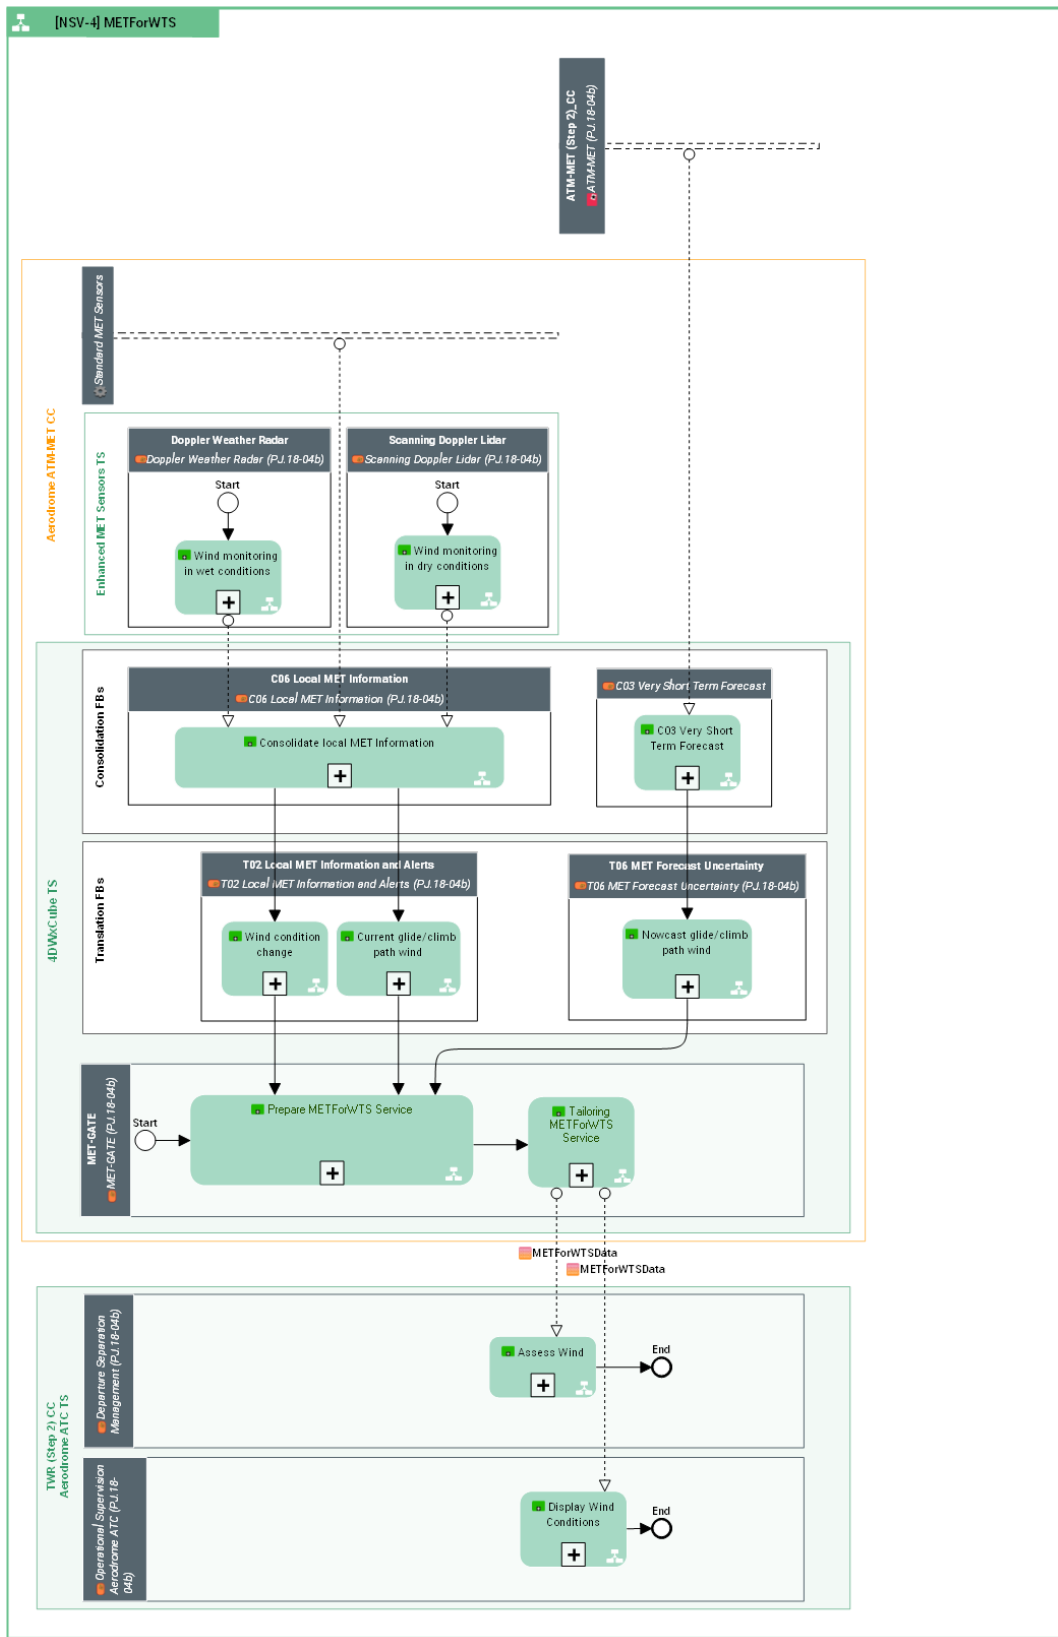 [NSV-4] METForWTS
ATM-MET (Step 2)_CC
ATM-MET (PJ.18-04b)
Aerodrome ATM-MET CC
Standard MET Sensors
Enhanced MET Sensors TS
Doppler Weather Radar
Doppler Weather Radar (PJ.18-04b)
Start
Wind monitoring
in wet conditions
Scanning Doppler Lidar
Scanning Doppler Lidar (PJ.18-04b)
Start
Wind monitoring
in dry conditions
4DWxCube TS
Consolidation FBs
C06 Local MET Information
C06 Local MET Information (PJ.18-04b)
Consolidate local MET Information
C03 Very Short Term Forecast
C03 Very Short
Term Forecast
Translation FBs
T02 Local MET Information and Alerts
T02 Local MET Information and Alerts (PJ.18-04b)
Wind condition
change
Current glide/climb
path wind
T06 MET Forecast Uncertainty
T06 MET Forecast Uncertainty (PJ.18-04b)
Nowcast glide/climb
path wind
MET-GATE
MET-GATE (PJ.18-04b)
Start
Prepare METForWTS Service
Tailoring
METForWTS
Service
METForWTSData
METForWTSData
TWR (Step 2) CC
Aerodrome ATC TS
Departure Separation
Management (PJ.18-04b)
Assess Wind
End
Operational Supervision
Aerodrome ATC (PJ.18-
04b)
Display Wind
Conditions
End